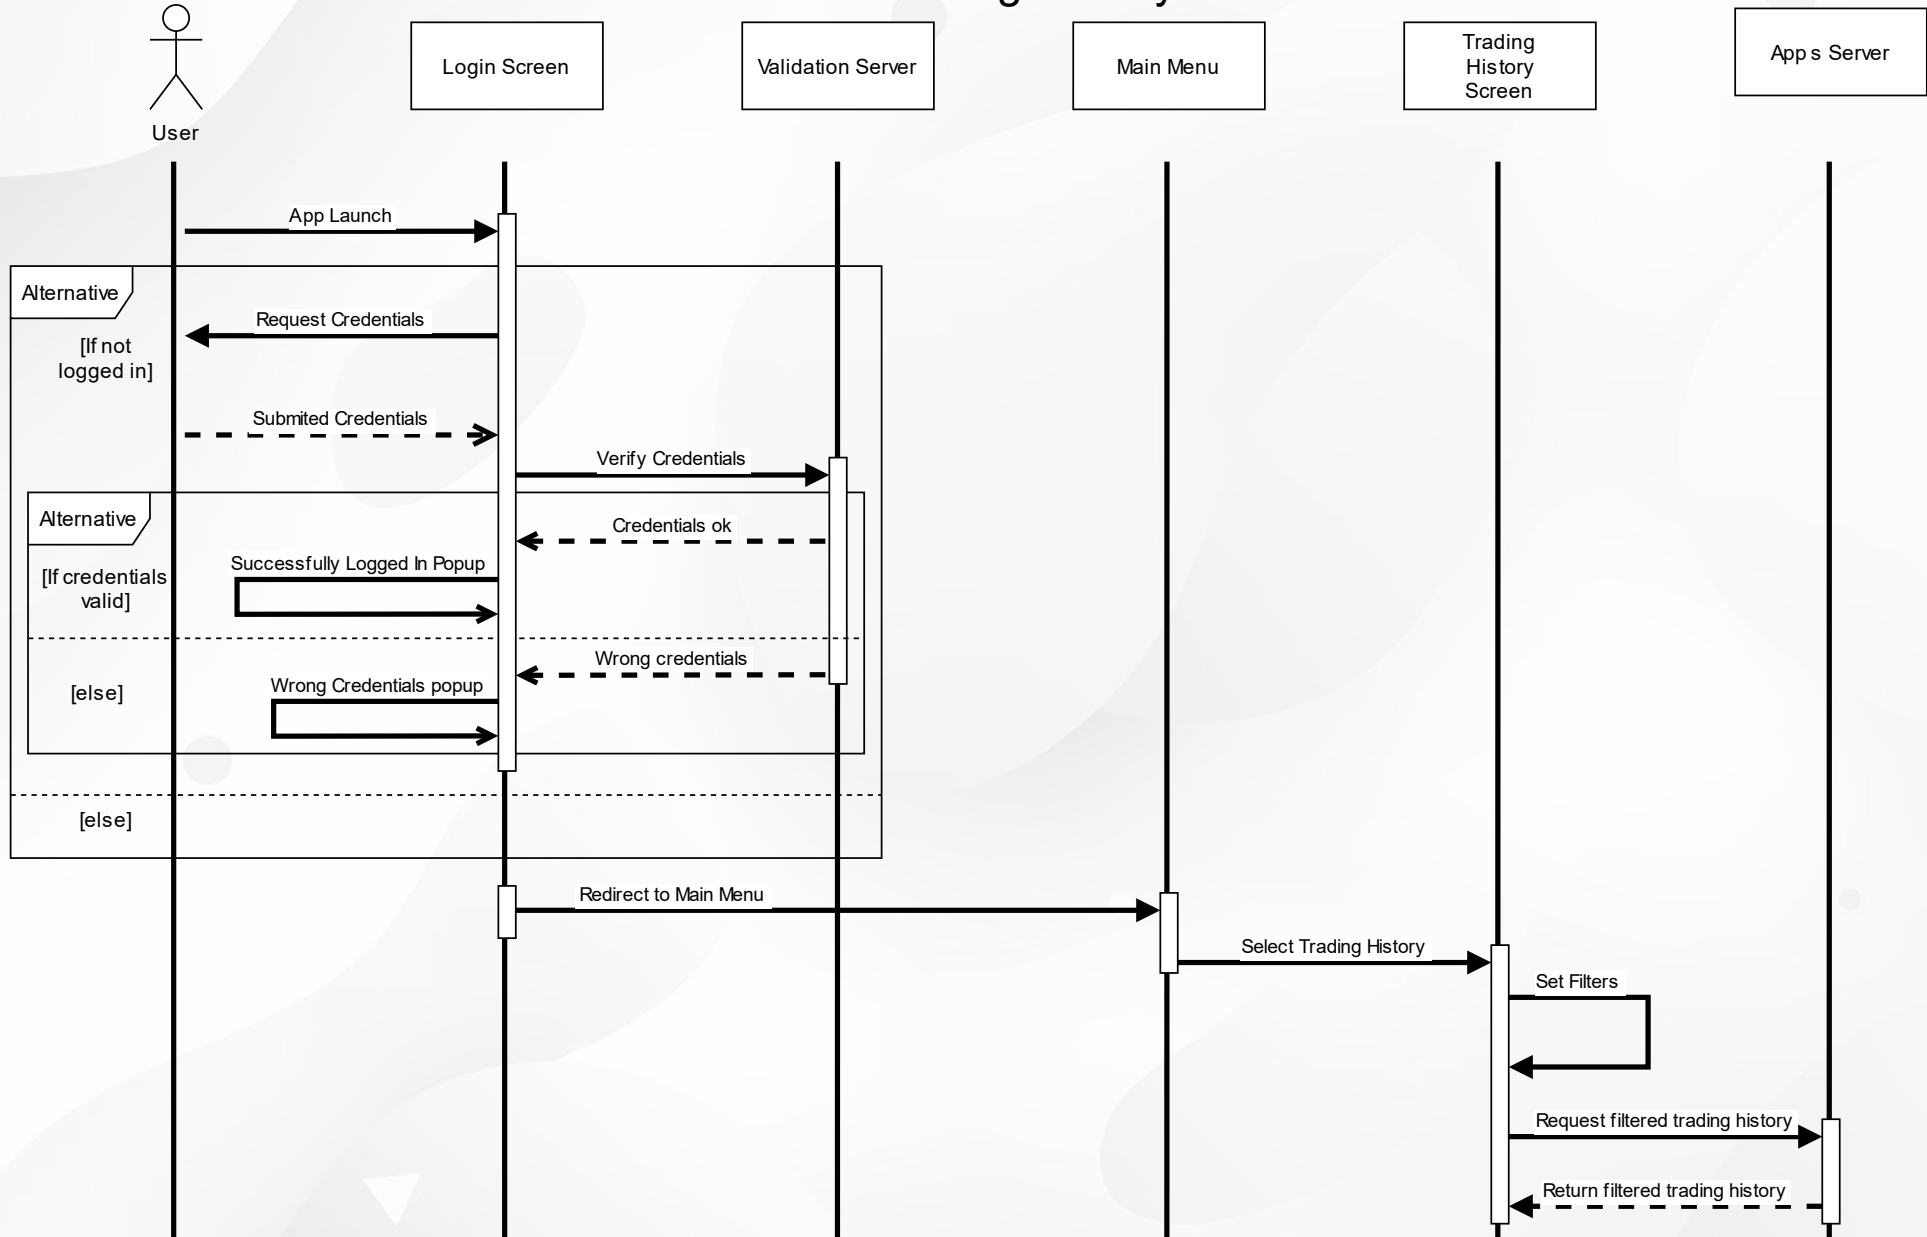 User
Login Screen
Validation Server
Main Menu
Trading
History
Screen
App s Server
App Launch
Alternative
Request Credentials
[If not
logged in]
Submited Credentials
Verify Credentials
Alternative
Credentials ok
Successfully Logged In Popup
[If credentials
valid]
Wrong credentials
Wrong Credentials popup
[else]
[else]
Redirect to Main Menu
Select Trading History
Set Filters
Request filtered trading history
Return filtered trading history